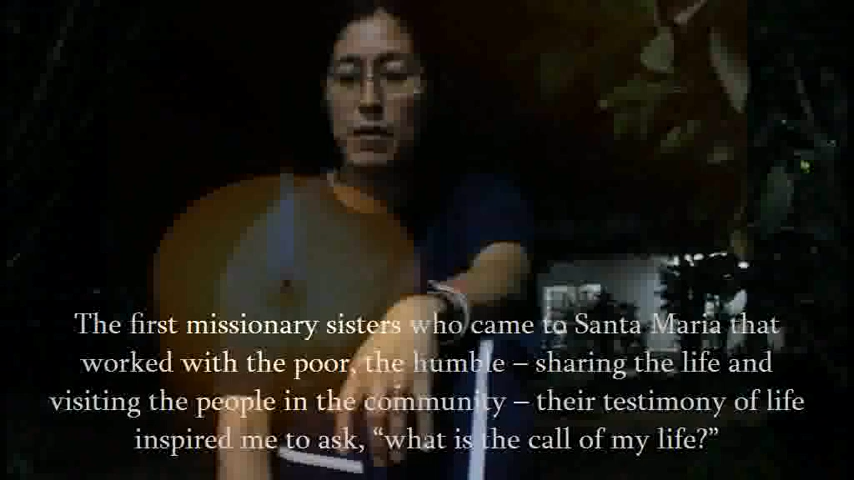 The first missionary sisters who came to Santa Maria that
worked with the poor, the humble – sharing the life and
visiting the people in the community – their testimony of life
inspired me to ask, “what is the call of my life?”